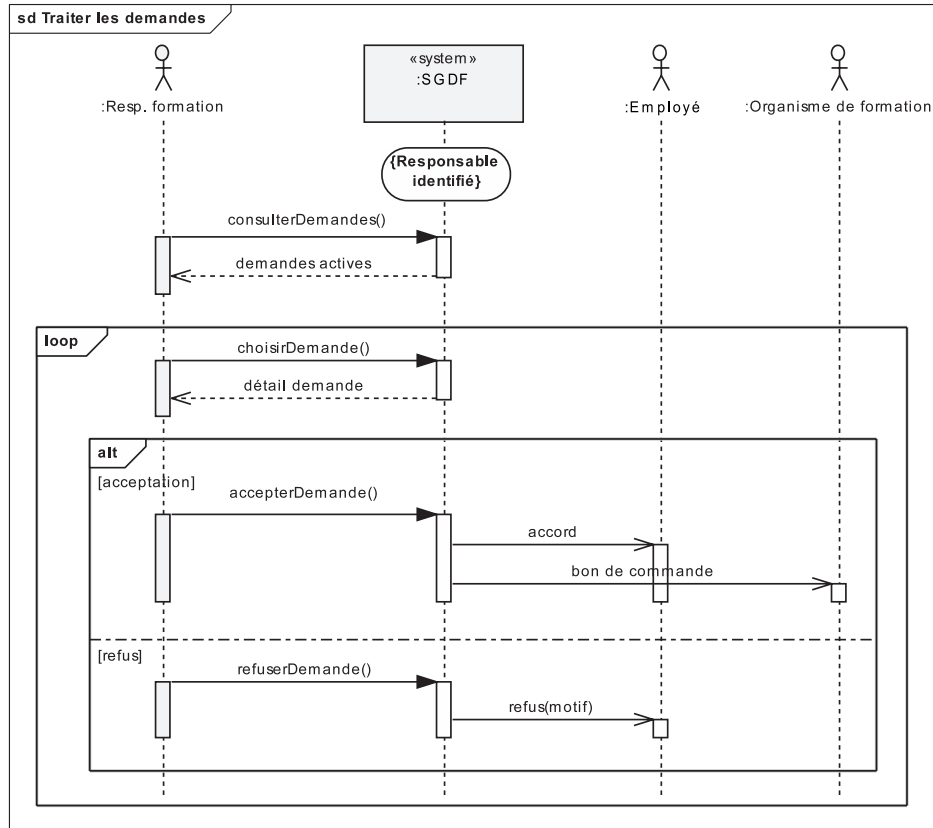 sd Traiter les demandes
«system»
:SGDF
:Resp. formation
:Employé
:Organisme de formation
{Responsable
identifié}
consulterDemandes()
demandes actives
loop
choisirDemande()
détail demande
alt
[acceptation]
accepterDemande()
accord
bon de commande
[refus]
refuserDemande()
refus(motif)